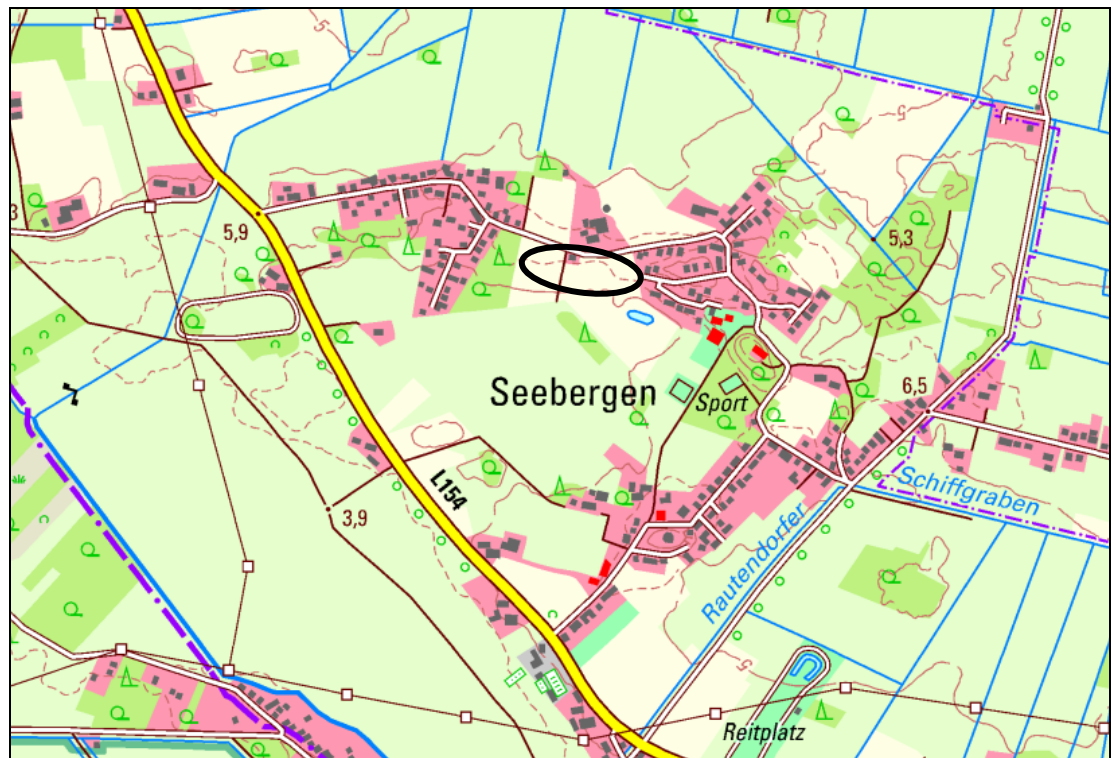 5
3
5,9
5,3
Seebergen
Sport
6,5
L154
Schiffgraben
3,9
Rautendorfer
5
Reitplatz